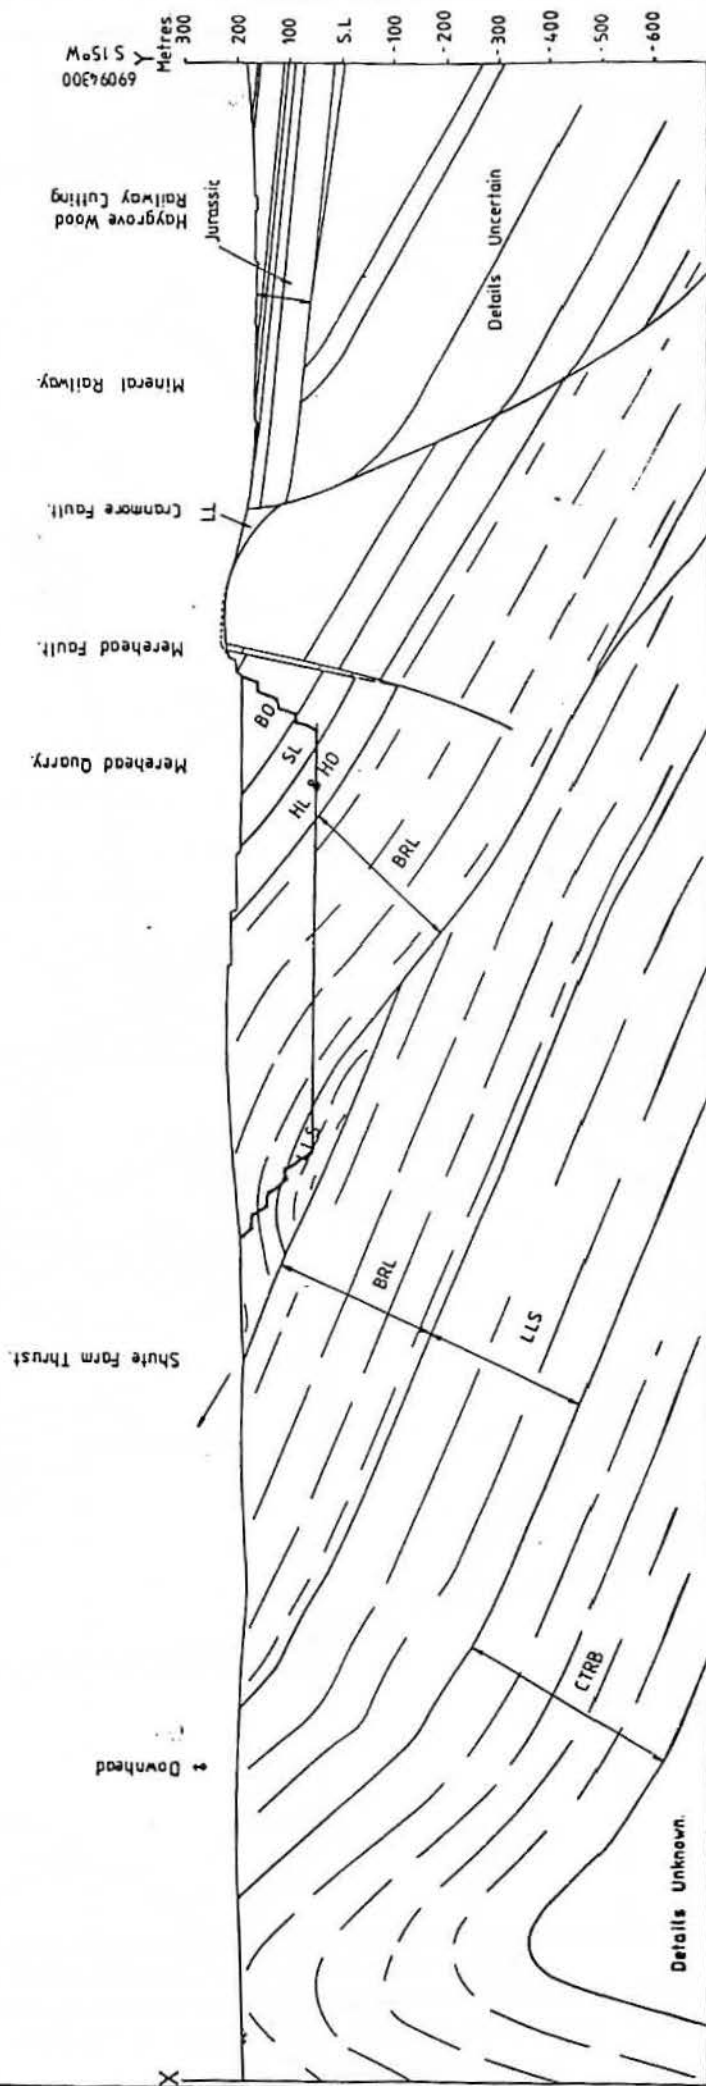 X
Downhead
Shute Farm Thrust.
Merehead Quarry.
Merehead Fault.
Cranmore Fault.
LL
Mineral Railway.
Haygrove Wood
Railway Cutting
Jurassic
69094300
S 15° W
Y
Metres.
300
200
100
S.L
-100
-200
-300
-400
-500
-600
BO
SL
HL & HO
BRL
LLS
BRL
LLS
CTRB
Details Uncertain
Details Unknown.